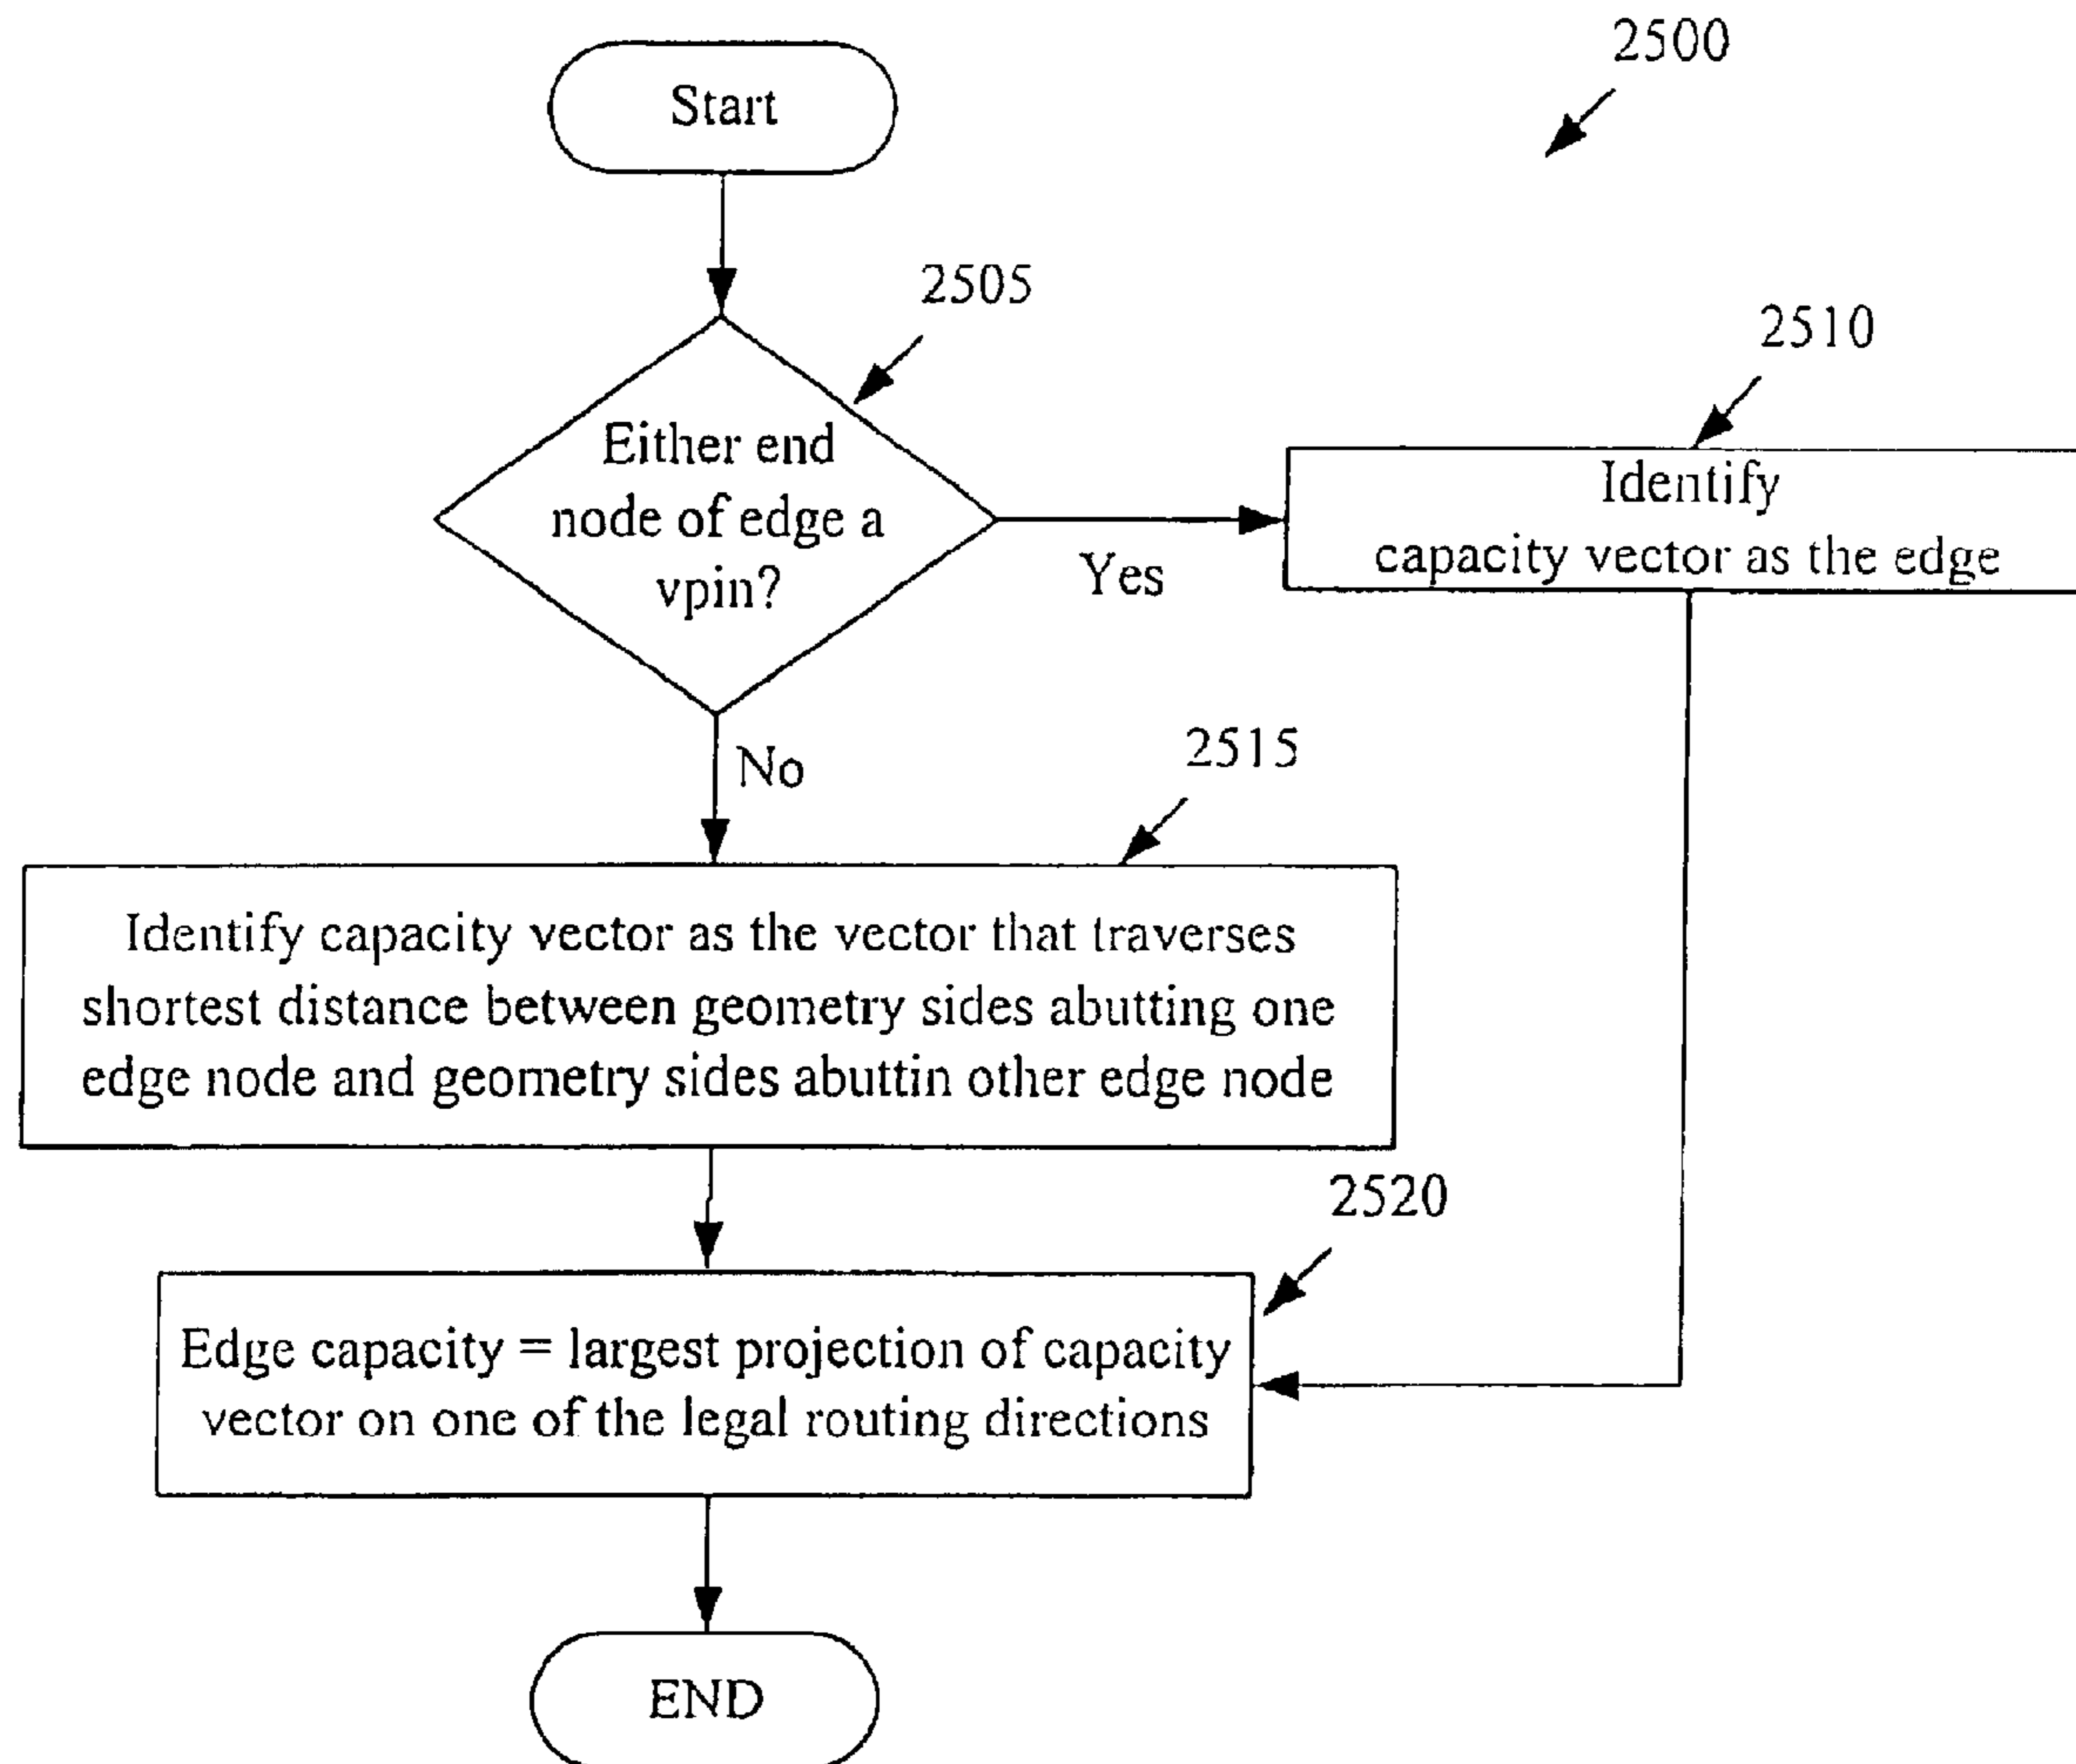 2500
Start
2505
2510
Either end
node of edge a
vpin?
Identify
capacity vector as the edge
Yes
No
2515
Identify capacity vector as the vector that traverses
shortest distance between geometry sides abutting one
edge node and geometry sides abuttin other edge node
2520
Edge capacity = largest projection of capacity
vector on one of the legal routing directions
END